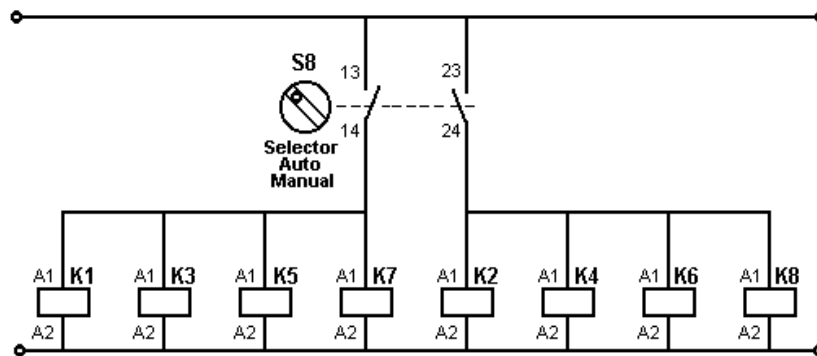 S8
13
23
14
24
Selector
Auto
Manual
A1 K1 A1 K3 A1 K5 A1 K7 A1 K2 A1 K4 A1 K6 A1 K8
A2 A2 A2 A2 A2 A2 A2 A2